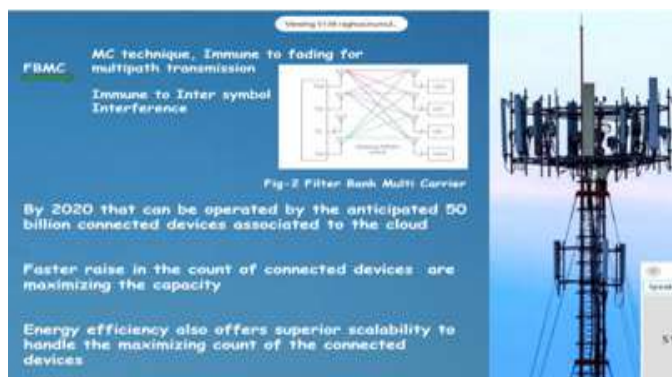 FBMC
MC technique, Immune to fading for
multipath transmission
Immune to Inter symbol
Interference
Fig-2 Filter Bank Multi Carrier
By 2020 that can be operated by the anticipated 50
billion connected devices associated to the cloud
Faster raise in the count of connected devices are
maximizing the capacity
Energy efficiency also offers superior scalability to
handle the maximizing count of the connected
devices